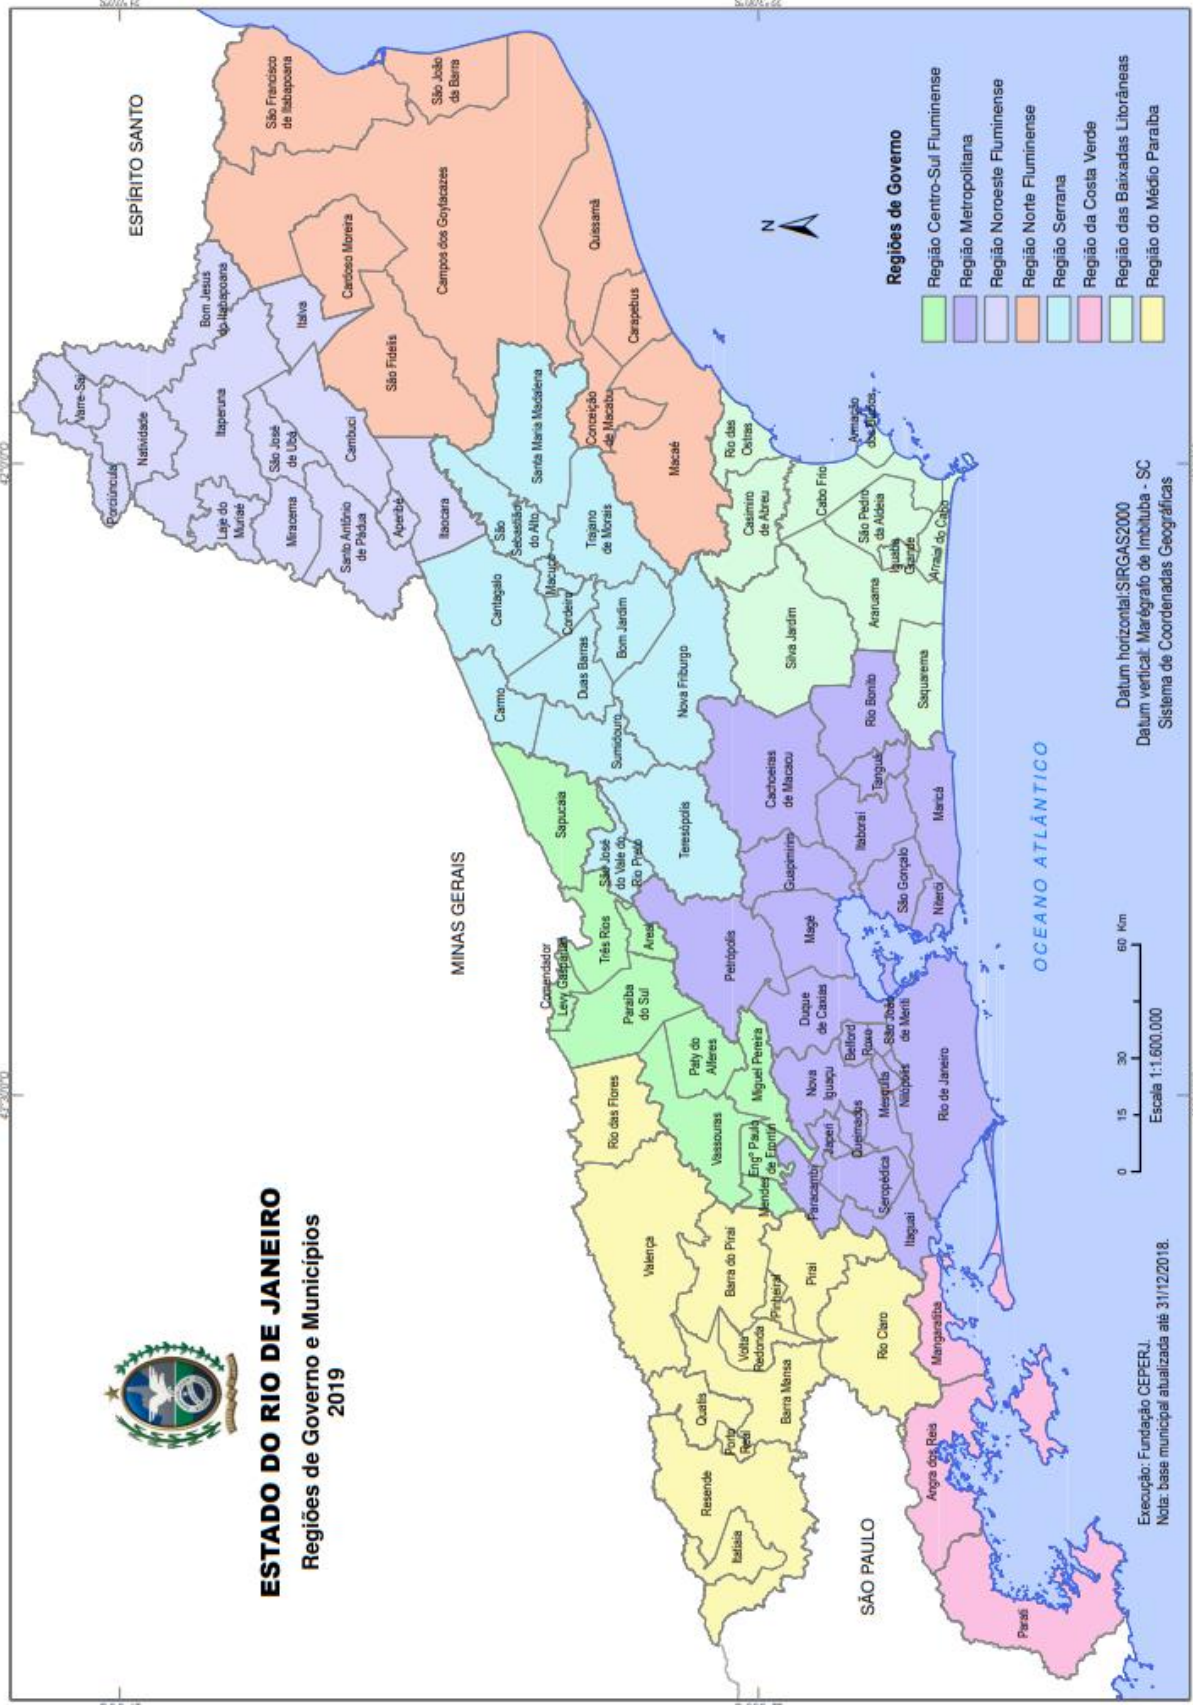 ESTADO DO RIO DE JANEIRO
Regiões de Governo e Municípios
2019
ESPÍRITO SANTO
MINAS GERAIS
SÃO PAULO
OCEANO ATLÂNTICO
Varre-Sai
Porciúncula
Natividade
Bom Jesus
do Itabapoana
Itaperuna
Laje do
Muriaé
São José
de Ubá
Italva
Miracema
Cambuci
Santo Antônio
de Pádua
Aperibé
Itaocara
São Francisco
de Itabapoana
São João
da Barra
Cardoso Moreira
Campos dos Goytacazes
São Fidelis
Quissamã
Carapebus
Conceição
de Macabu
Macaé
Santa Maria Madalena
São
Sebastião
do Alto
Trajano
de Morais
Cantagalo
Macuco
Cordeiro
Carmo
Duas Barras
Bom Jardim
Sumidouro
Nova Friburgo
Teresópolis
São José
do Vale do
Rio Preto
Petrópolis
Sapucaia
Três Rios
Areal
Comendador
Levy Gasparian
Paraíba
do Sul
Paty do
Alferes
Miguel Pereira
Vassouras
Engº Paulo
de Frontin
Mendes
Rio das Flores
Valença
Barra do Piraí
Pinheiral
Piraí
Volta
Redonda
Rio Claro
Barra Mansa
Quatis
Porto
Real
Resende
Itatiaia
Rio das
Ostras
Casimiro
de Abreu
Cabo Frio
Armação
dos Búzios
São Pedro
da Aldeia
Iguaba
Grande
Arraial do Cabo
Araruama
Silva Jardim
Saquarema
Rio Bonito
Cachoeiras
de Macacu
Tanguá
Itaboraí
Maricá
Guapimirim
São Gonçalo
Niterói
Magé
Duque
de Caxias
Belford
Roxo
São João
de Meriti
Nova
Iguaçu
Mesquita
Nilópolis
Rio de Janeiro
Japeri
Queimados
Paracambi
Seropédica
Itaguaí
Mangaratiba
Angra dos Reis
Parati
N
Regiões de Governo
Região Centro-Sul Fluminense
Região Metropolitana
Região Noroeste Fluminense
Região Norte Fluminense
Região Serrana
Região da Costa Verde
Região das Baixadas Litorâneas
Região do Médio Paraíba
0 15 30 60 Km
Escala 1:1.600.000
Datum horizontal:SIRGAS2000
Datum vertical: Marégrafo de Imbituba - SC
Sistema de Coordenadas Geográficas
Execução: Fundação CEPERJ.
Nota: base municipal atualizada até 31/12/2018.